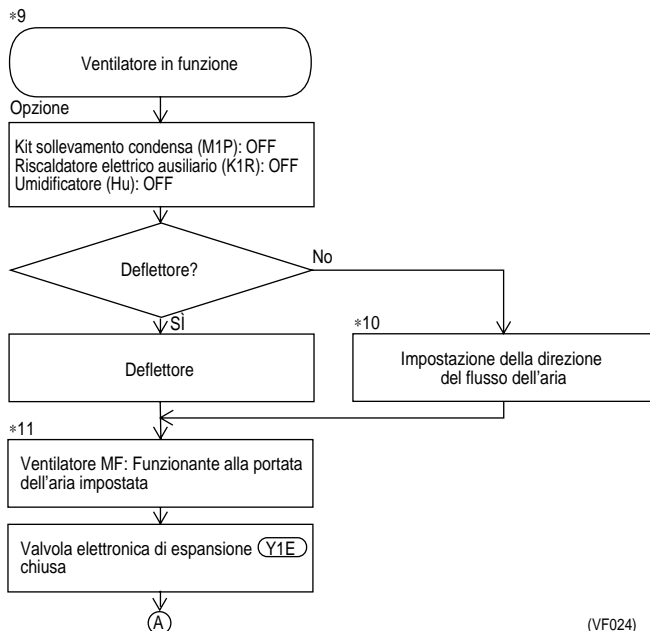 *9
Ventilatore in funzione
Opzione
Kit sollevamento condensa (M1P): OFF
Riscaldatore elettrico ausiliario (K1R): OFF
Umidificatore (Hu): OFF
Deflettore?
No
SÌ
Deflettore
*10
Impostazione della direzione
del flusso dell'aria
*11
Ventilatore MF: Funzionante alla portata
dell'aria impostata
Valvola elettronica di espansione Y1E
chiusa
A
(VF024)